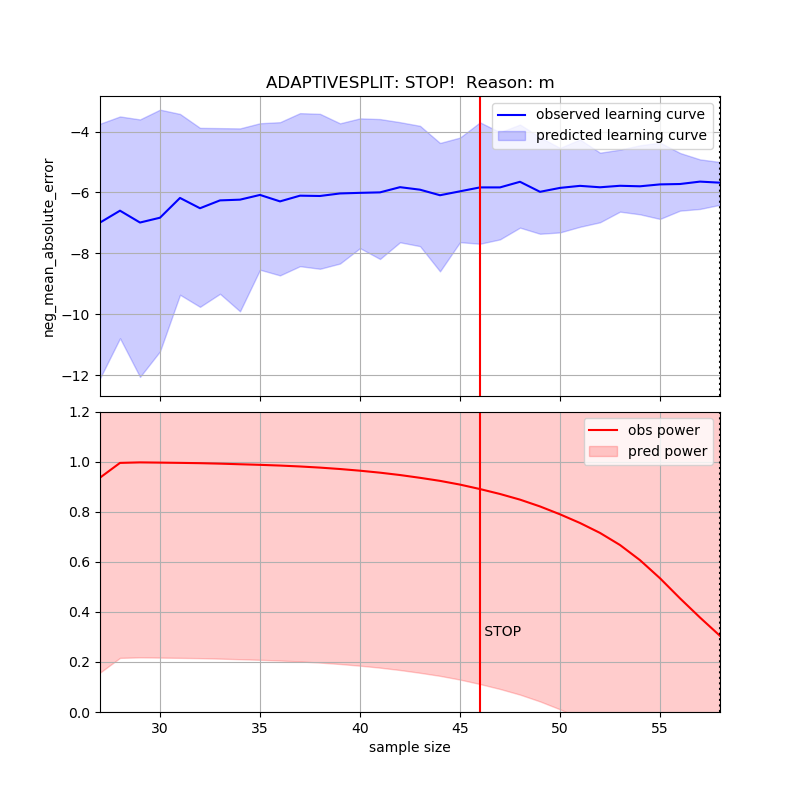 ADAPTIVESPLIT: STOP!  Reason: m
observed learning curve
predicted learning curve
neg_mean_absolute_error
−4
−6
−8
−10
−12
obs power
pred power
1.2
1.0
0.8
0.6
0.4
0.2
0.0
STOP
30 35 40 45 50 55
sample size